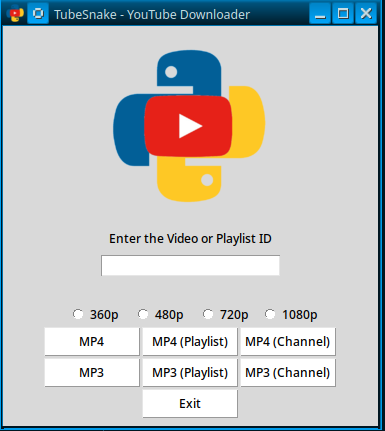 TubeSnake - YouTube Downloader
Enter the Video or Playlist ID
360p 480p 720p 1080p
MP4 MP4 (Playlist) MP4 (Channel)
MP3 MP3 (Playlist) MP3 (Channel)
Exit